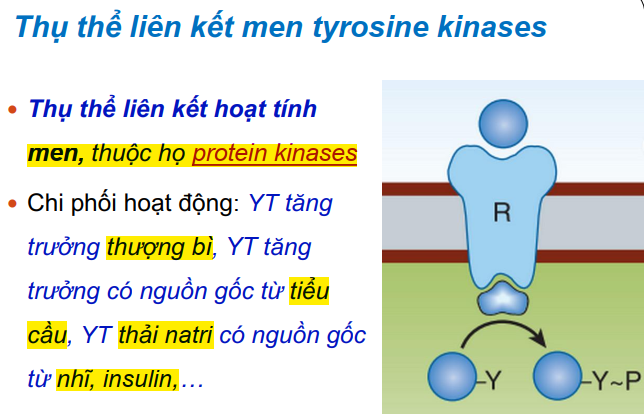 Thụ thể liên kết men tyrosine kinases
• Thụ thể liên kết hoạt tính
men, thuộc họ protein kinases
• Chi phối hoạt động: YT tăng
trưởng thượng bì, YT tăng
trưởng có nguồn gốc từ tiểu
cầu, YT thải natri có nguồn gốc
từ nhĩ, insulin,…
R
–Y
–Y~P